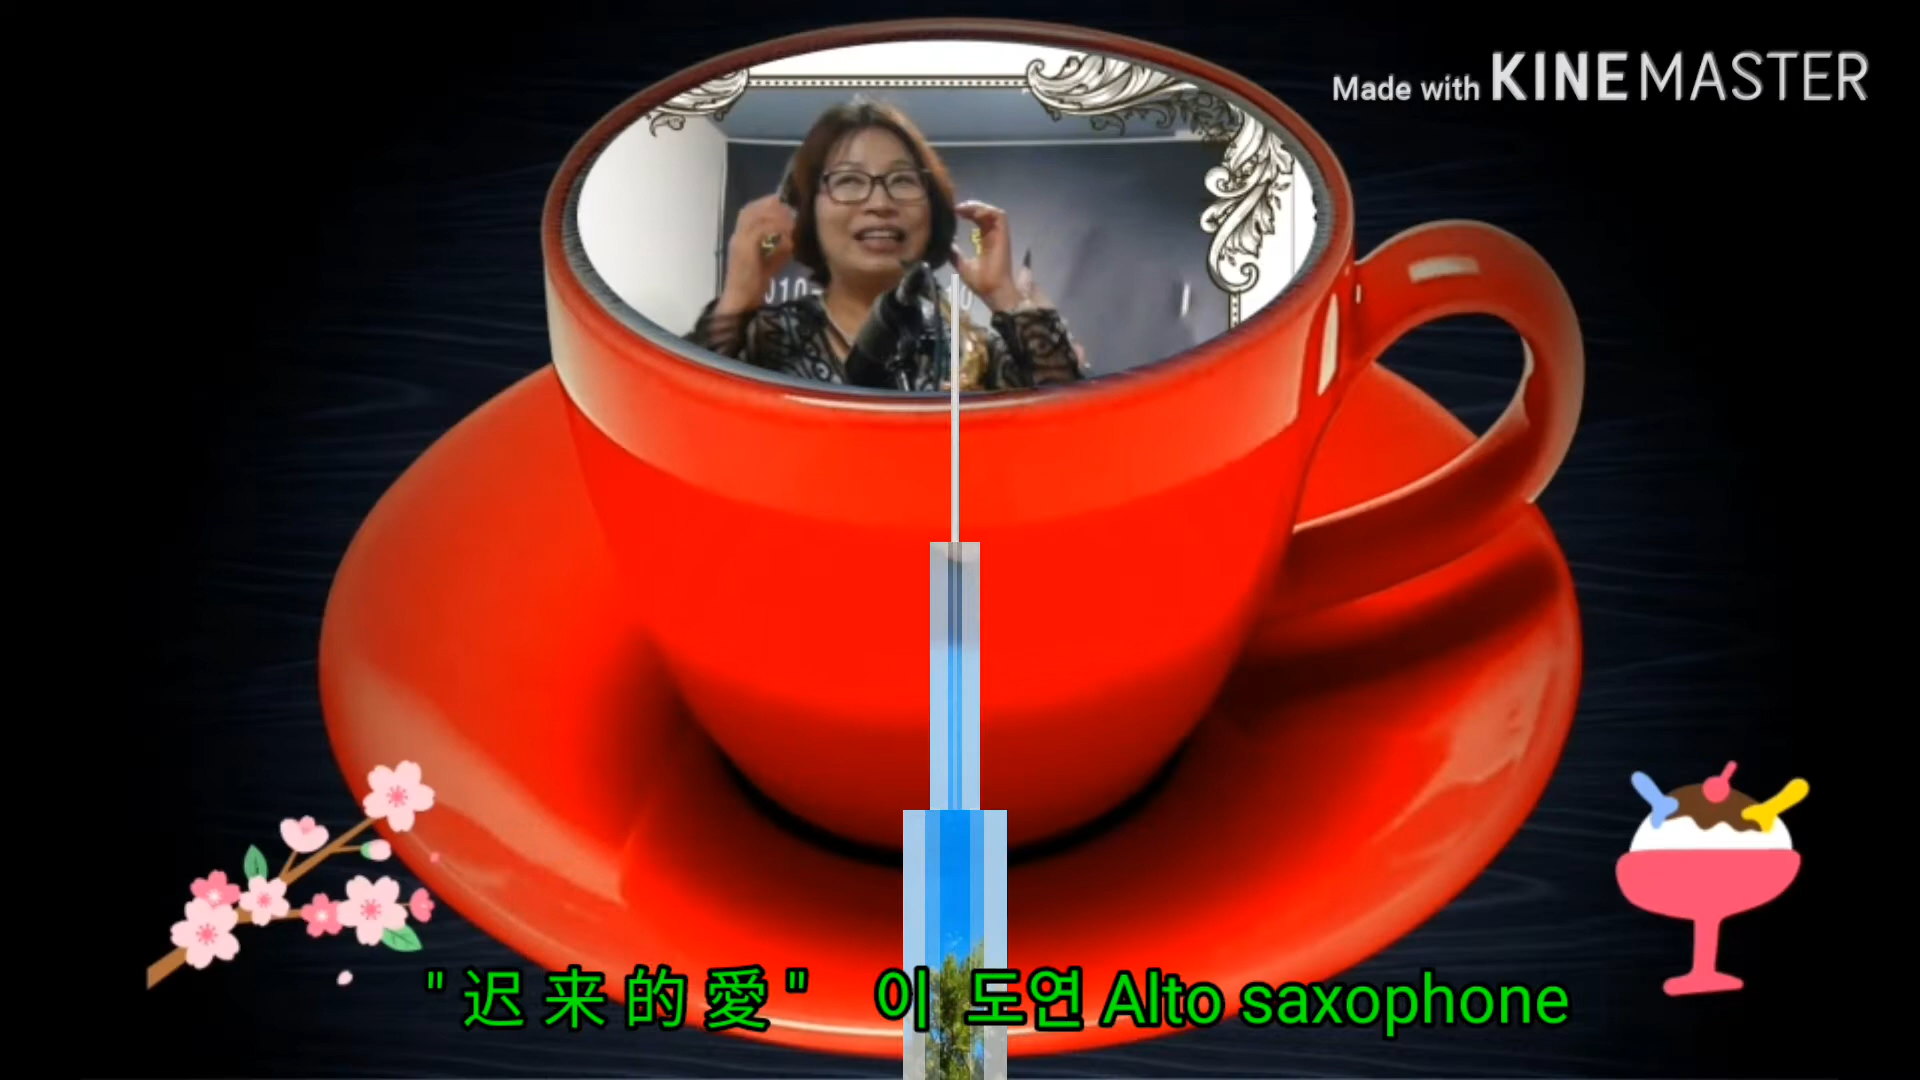 Made with KINEMASTER
" 迟来的愛" 이 도연 Alto saxophone